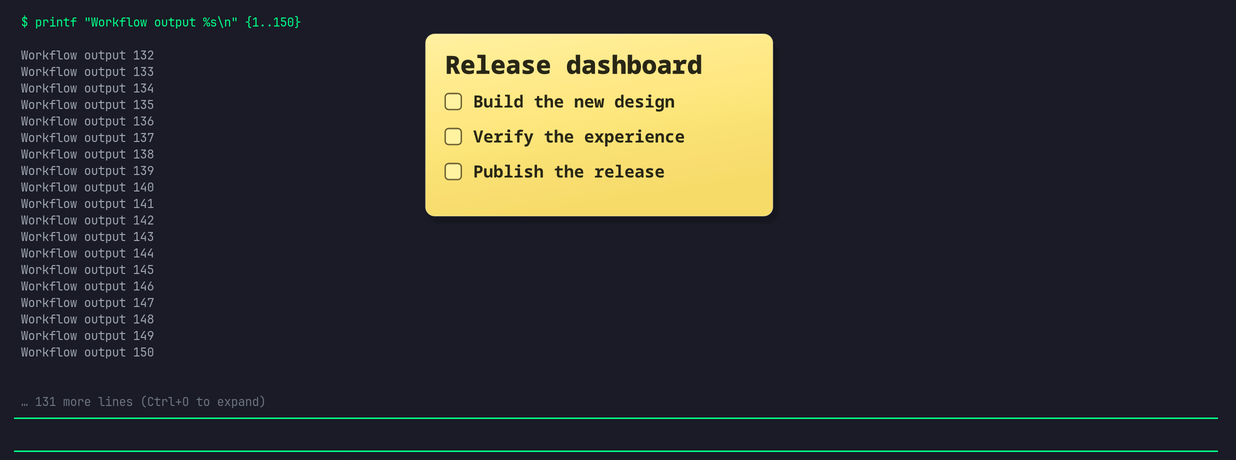 $ printf "Workflow output %s\n" {1..150}
Workflow output 132
Workflow output 133
Workflow output 134
Workflow output 135
Workflow output 136
Workflow output 137
Workflow output 138
Workflow output 139
Workflow output 140
Workflow output 141
Workflow output 142
Workflow output 143
Workflow output 144
Workflow output 145
Workflow output 146
Workflow output 147
Workflow output 148
Workflow output 149
Workflow output 150
… 131 more lines (Ctrl+O to expand)
Release dashboard
Build the new design
Verify the experience
Publish the release